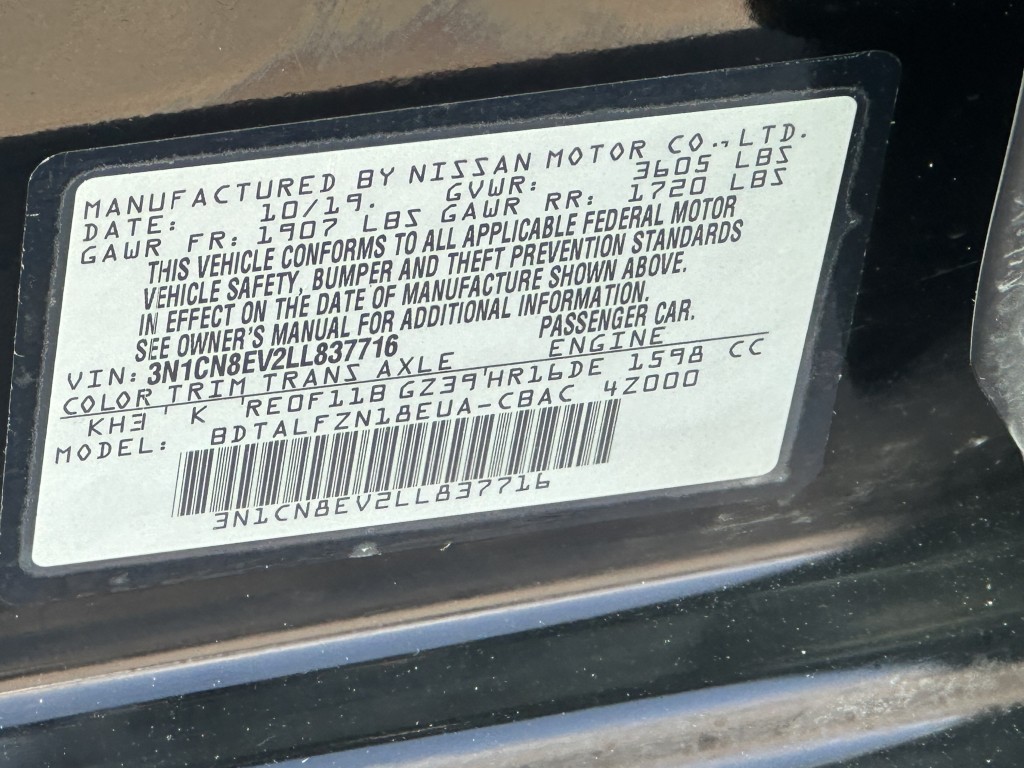 MANUFACTURED BY NISSAN MOTOR CO.,LTD.
DATE: 10/19. GVWR: 3605 LBS
GAWR FR: 1907 LBS GAWR RR: 1720 LBS
THIS VEHICLE CONFORMS TO ALL APPLICABLE FEDERAL MOTOR
VEHICLE SAFETY, BUMPER AND THEFT PREVENTION STANDARDS
IN EFFECT ON THE DATE OF MANUFACTURE SHOWN ABOVE.
SEE OWNER'S MANUAL FOR ADDITIONAL INFORMATION.
VIN: 3N1CN8EV2LL837716 PASSENGER CAR.
COLOR TRIM TRANS AXLE ENGINE
KH3 K RE0F11B GZ39 HR16DE 1598 CC
MODEL: BDTALFZN18EUA-CBAC 4Z000
3N1CN8EV2LL837716